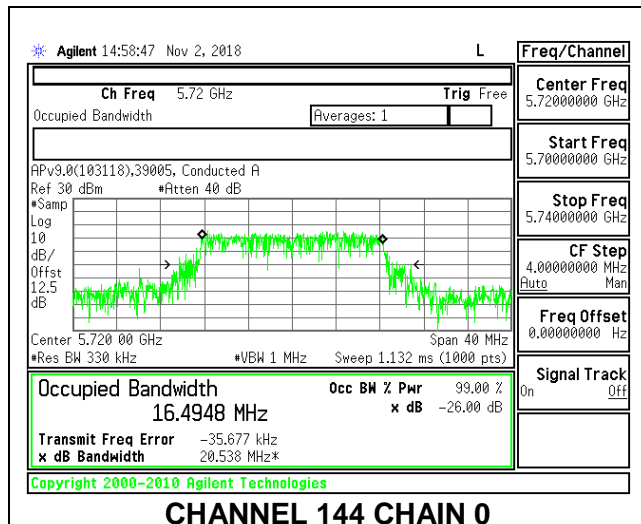 Agilent 14:58:47 Nov 2, 2018 L
Freq/Channel
Ch Freq 5.72 GHz Trig Free
Occupied Bandwidth Averages: 1
APv9.0(103118),39005, Conducted A
Ref 30 dBm #Atten 40 dB
#Samp
Log
10
dB/
Offst
12.5
dB
Center 5.720 00 GHz Span 40 MHz
#Res BW 330 kHz #VBW 1 MHz Sweep 1.132 ms (1000 pts)
Occupied Bandwidth Occ BW % Pwr 99.00 %
16.4948 MHz x dB -26.00 dB
Transmit Freq Error -35.677 kHz
x dB Bandwidth 20.538 MHz*
Copyright 2000-2010 Agilent Technologies
Center Freq
5.72000000 GHz
Start Freq
5.70000000 GHz
Stop Freq
5.74000000 GHz
CF Step
4.00000000 MHz
Auto Man
Freq Offset
0.00000000 Hz
Signal Track
On Off
CHANNEL 144 CHAIN 0